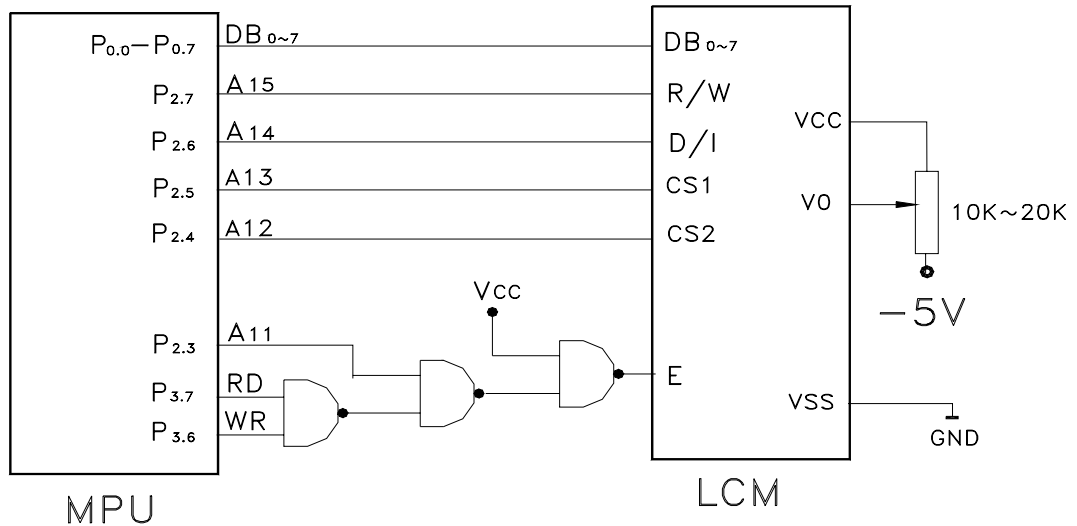 P0.0-P0.7
DB0~7
DB0~7
P2.7
A15
R/W
P2.6
A14
D/I
VCC
P2.5
A13
CS1
V0
10K~20K
P2.4
A12
CS2
-5V
Vcc
P2.3
A11
E
P3.7
RD
VSS
P3.6
WR
GND
MPU
LCM